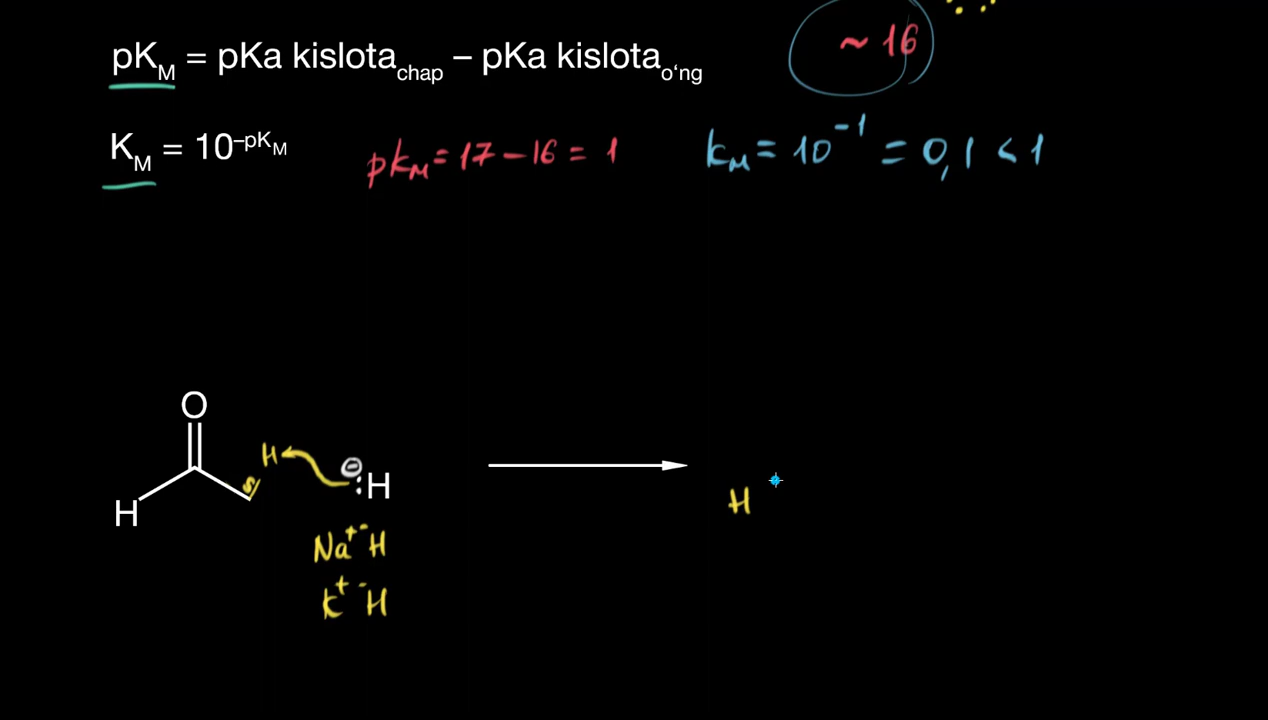 ~ 16
pK_M = pKa kislota_chap – pKa kislota_o‘ng
K_M = 10^–pK_M
pK_M = 17 – 16 = 1
K_M = 10^-1 = 0,1 < 1
O
H
H
⊖
:H
H
Na⁺ ⁻H
K⁺ ⁻H
H